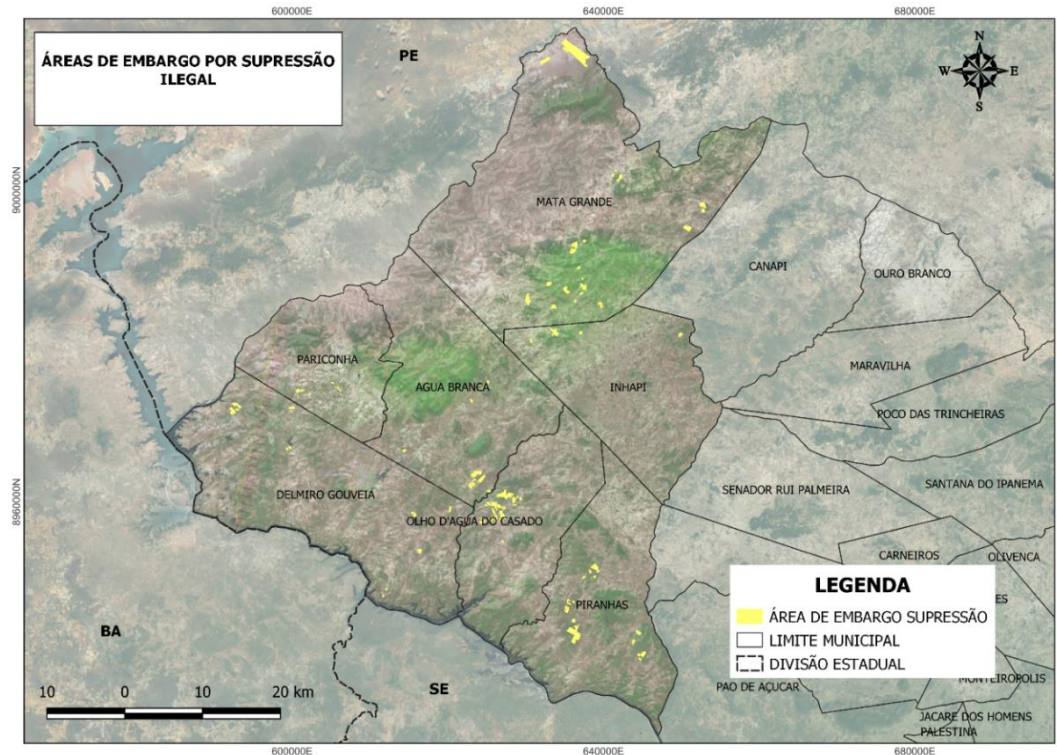 600000E 640000E 680000E
ÁREAS DE EMBARGO POR SUPRESSÃO
ILEGAL
PE
N
W E
S
9000000N
MATA GRANDE
CANAPI
OURO BRANCO
PARICONHA
AGUA BRANCA
INHAPI
MARAVILHA
POCO DAS TRINCHEIRAS
8960000N
DELMIRO GOUVEIA
OLHO D'AGUA DO CASADO
SENADOR RUI PALMEIRA
SANTANA DO IPANEMA
CARNEIROS
OLIVENCA
PIRANHAS
LEGENDA
ÁREA DE EMBARGO SUPRESSÃO
LIMITE MUNICIPAL
DIVISÃO ESTADUAL
ES
BA
SE
PAO DE AÇUCAR
MONTEIROPOLIS
JACARE DOS HOMENS
PALESTINA
10 0 10 20 km
600000E 640000E 680000E